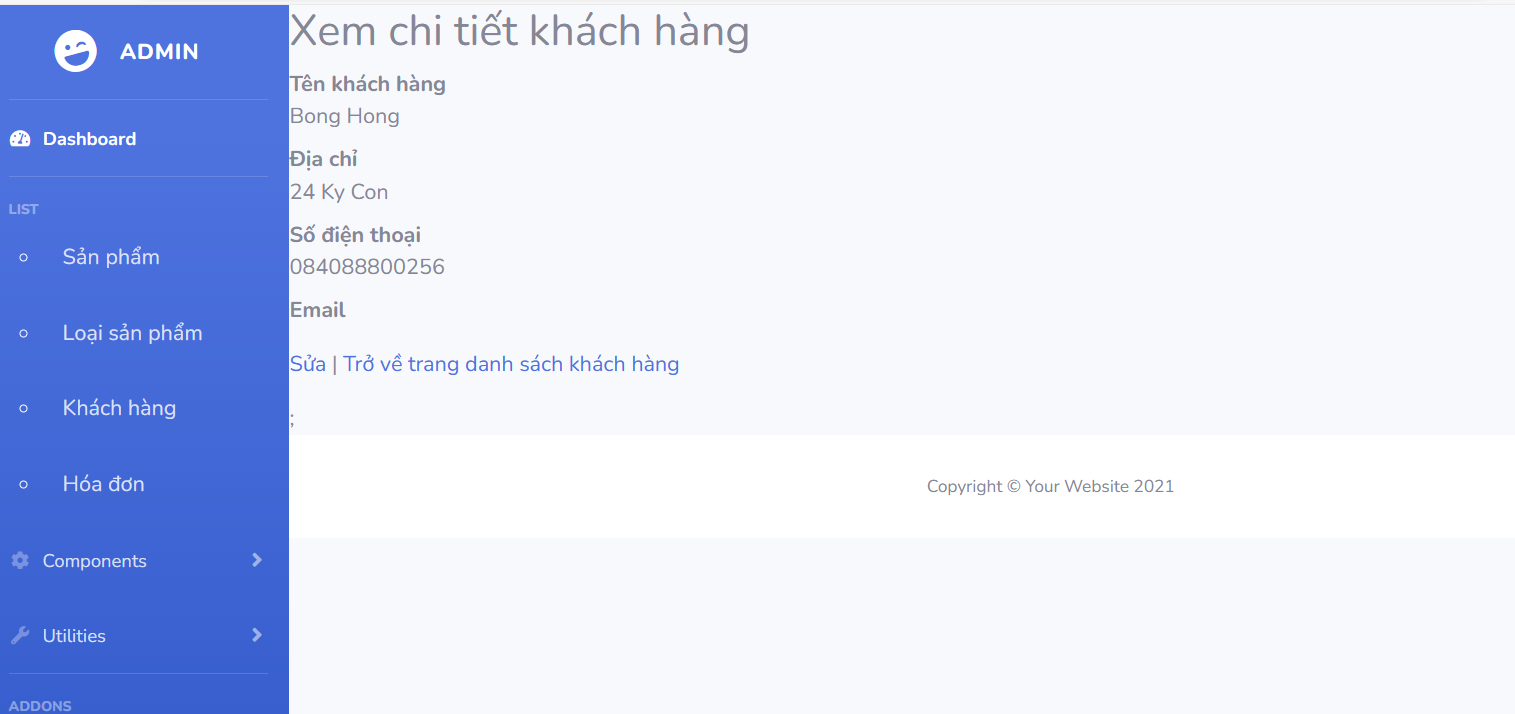 ADMIN
Dashboard
LIST
Sản phẩm
Loại sản phẩm
Khách hàng
Hóa đơn
Components
Utilities
ADDONS
Xem chi tiết khách hàng
Tên khách hàng
Bong Hong
Địa chỉ
24 Ky Con
Số điện thoại
084088800256
Email
Sửa | Trở về trang danh sách khách hàng
;
Copyright © Your Website 2021